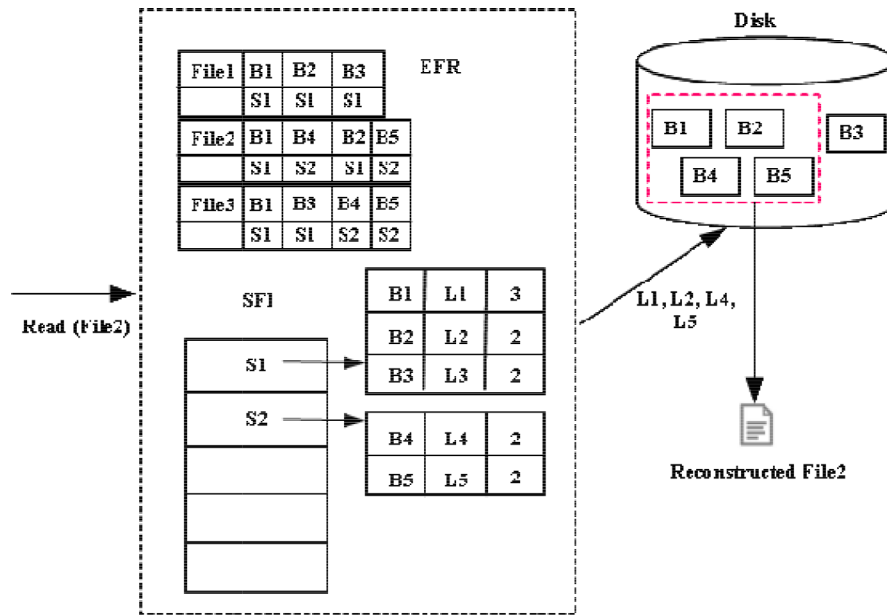 Disk
EFR
File1 B1 B2 B3
S1 S1 S1
File2 B1 B4 B2 B5
S1 S2 S1 S2
File3 B1 B3 B4 B5
S1 S1 S2 S2
B1 B2 B3
B4 B5
Read (File2)
SFI
S1
S2
B1 L1 3
B2 L2 2
B3 L3 2
B4 L4 2
B5 L5 2
L1, L2, L4,
L5
Reconstructed File2